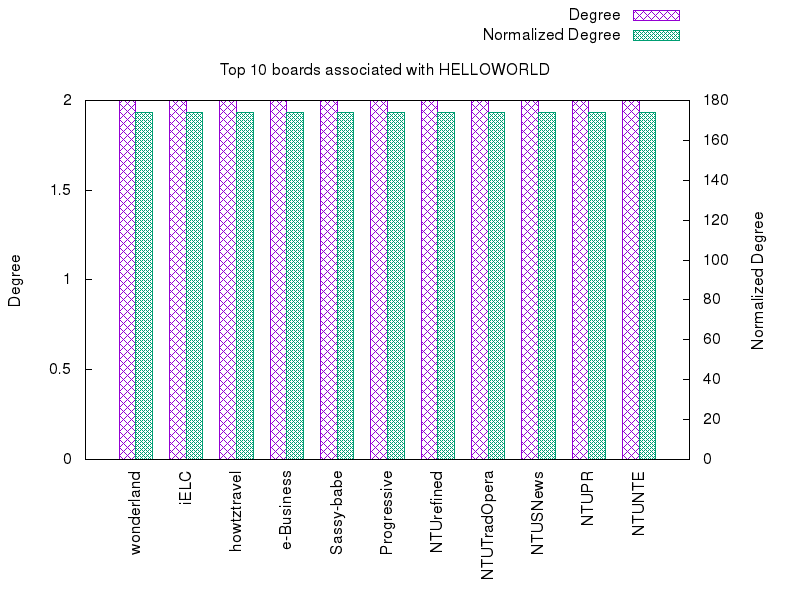 Degree
Normalized Degree
Top 10 boards associated with HELLOWORLD
2
1.5
1
0.5
0
Degree
180
160
140
120
100
80
60
40
20
0
Normalized Degree
wonderland
iELC
howtztravel
e-Business
Sassy-babe
Progressive
NTUrefined
NTUTradOpera
NTUSNews
NTUPR
NTUNTE